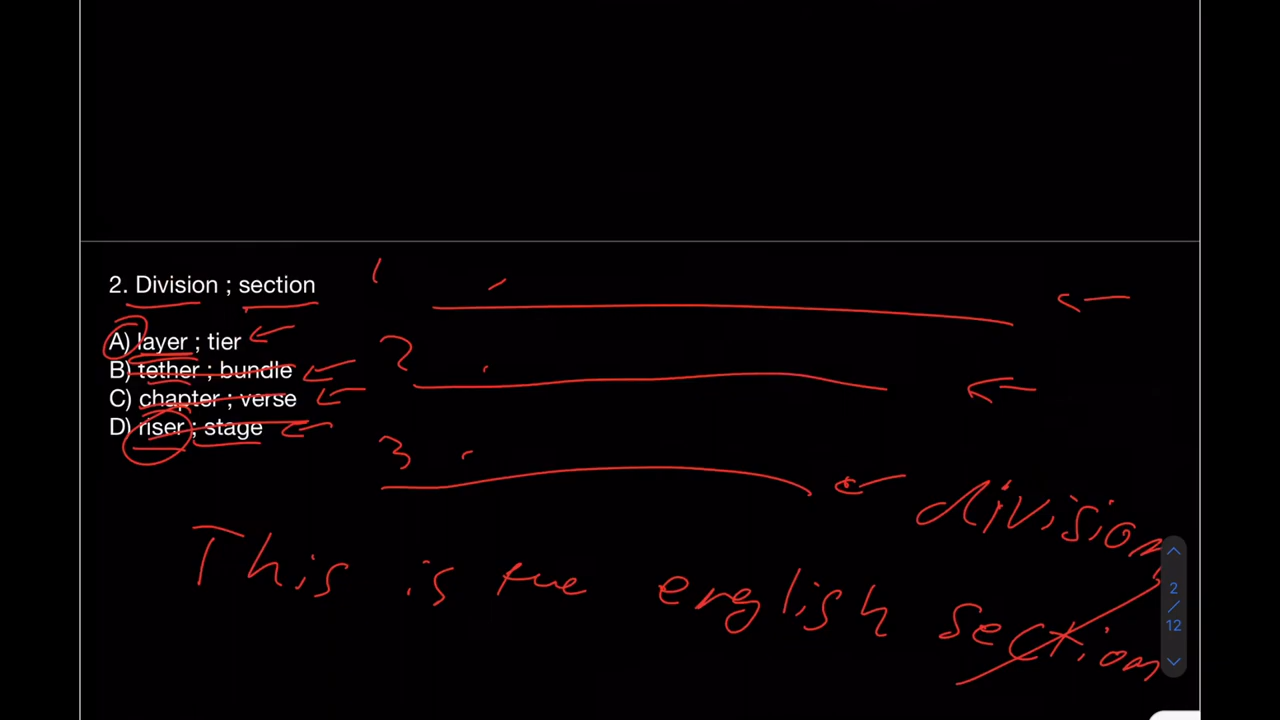 2. Division ; section
A) layer ; tier
B) tether ; bundle
C) chapter ; verse
D) riser ; stage
1
2
3
division
This is the english section
2
/
12